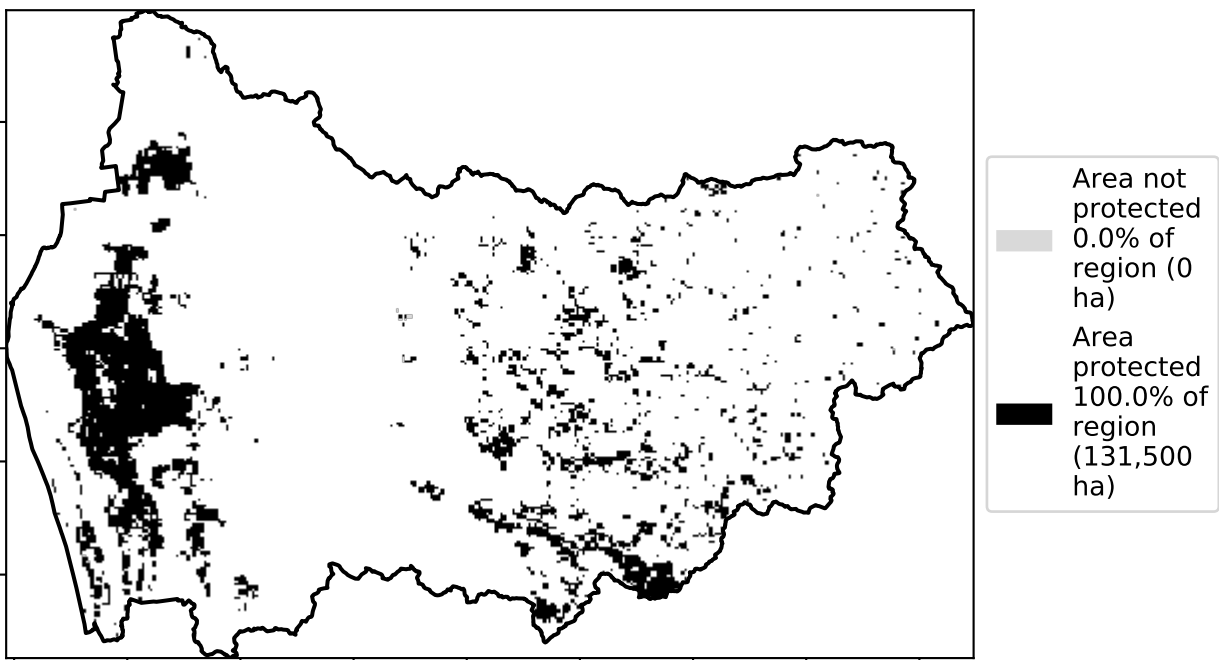 Area not
protected
0.0% of
region (0
ha)
Area
protected
100.0% of
region
(131,500
ha)